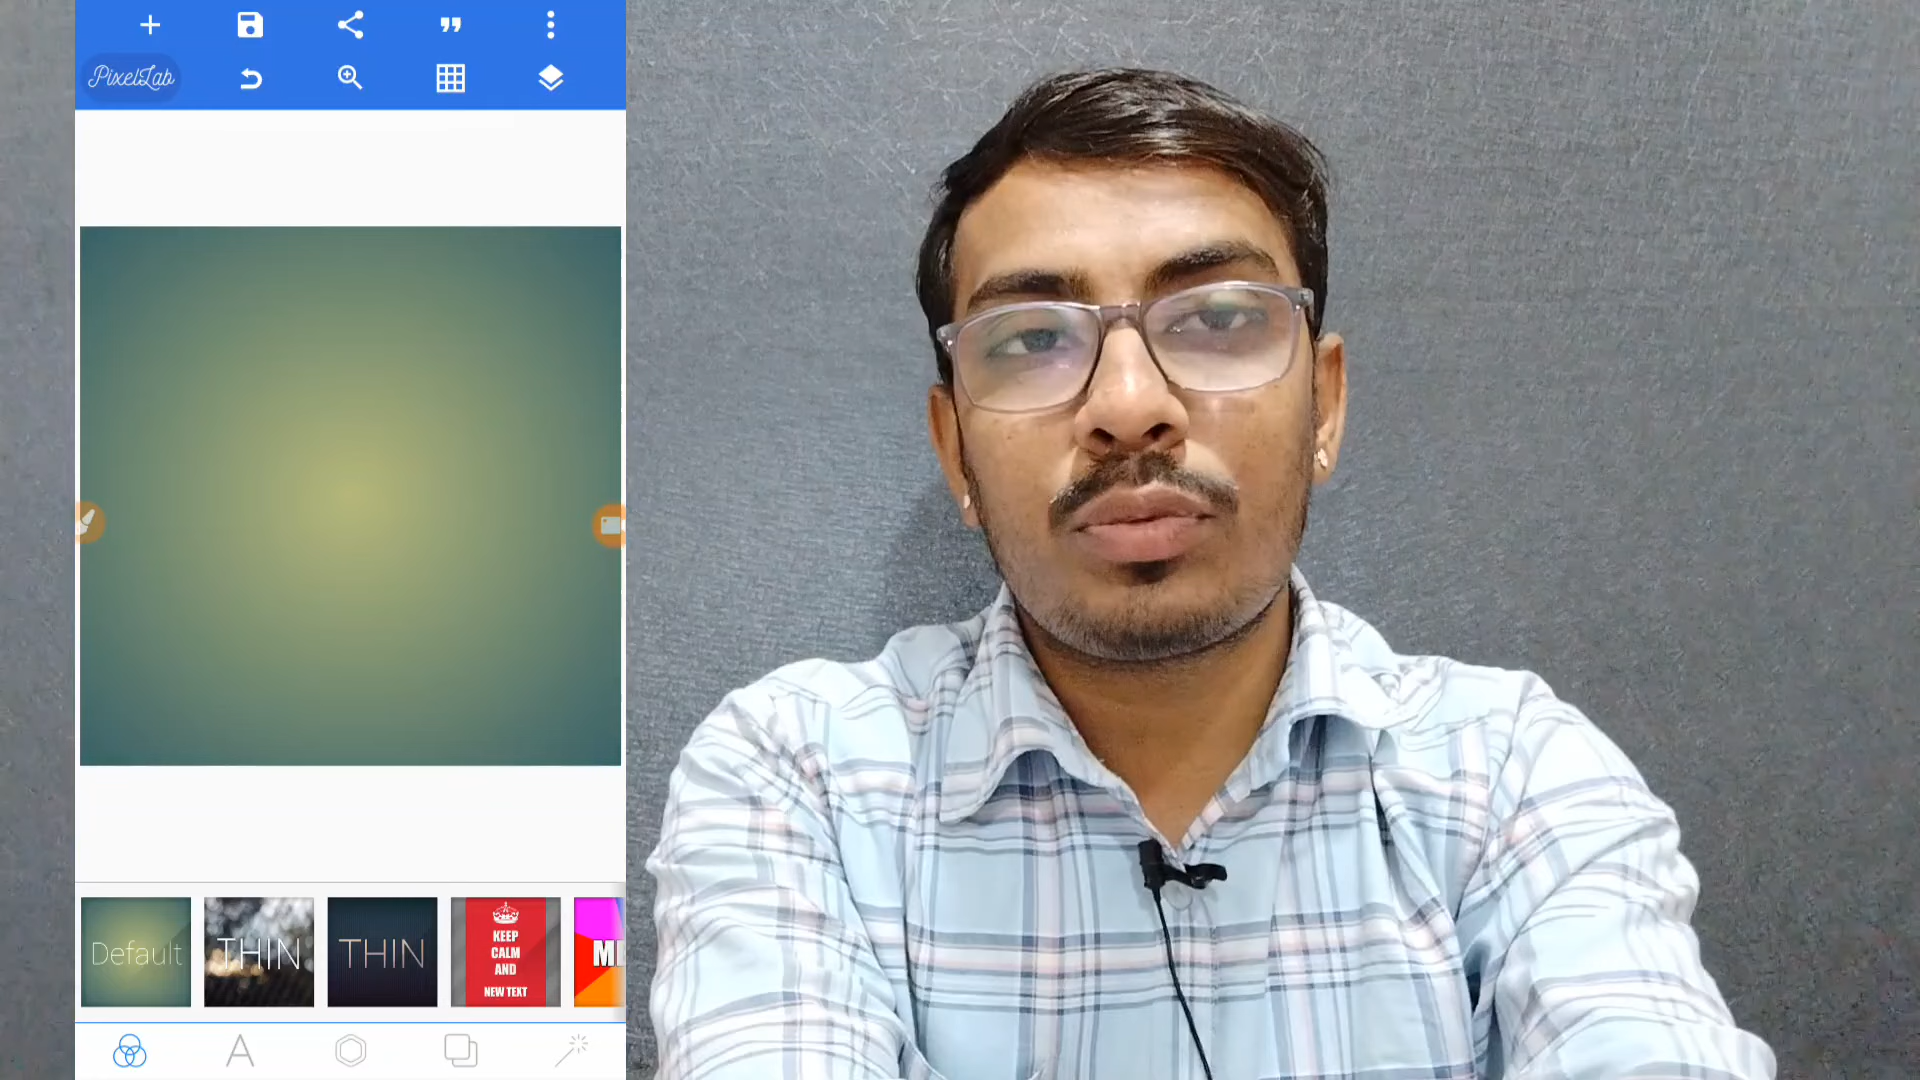 PixelLab
Default
THIN
THIN
KEEP
CALM
AND
NEW TEXT